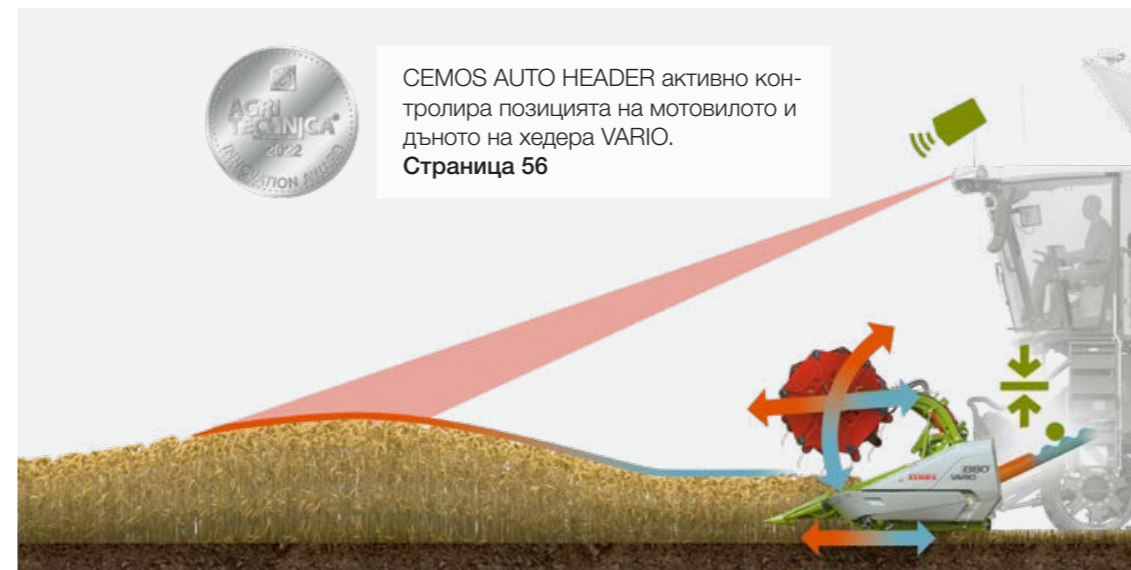 AGRI
TECHNICA
2022
INNOVATION AWARD
CEMOS AUTO HEADER активно кон-
тролира позицията на мотовилото и
дъното на хедера VARIO.
Страница 56
CLAAS
880
VARIO